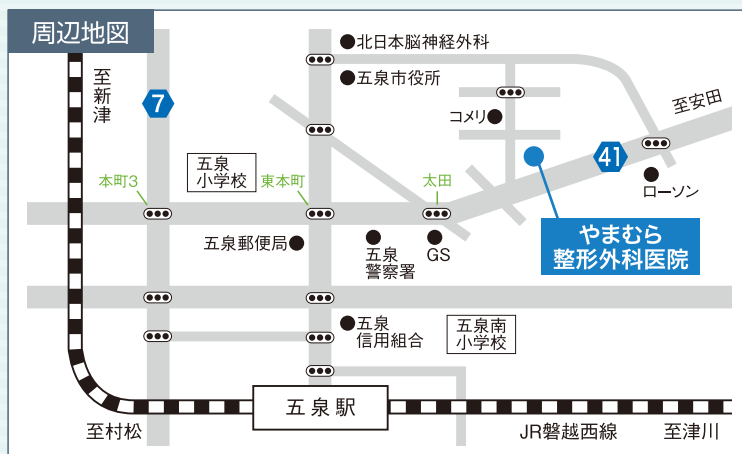 周辺地図
北日本脳神経外科
五泉市役所
至新津
7
コメリ
至安田
41
ローソン
本町3
五泉
小学校
東本町
太田
五泉郵便局
五泉
警察署
GS
やまむら
整形外科医院
五泉
信用組合
五泉南
小学校
五泉駅
至村松
JR磐越西線
至津川